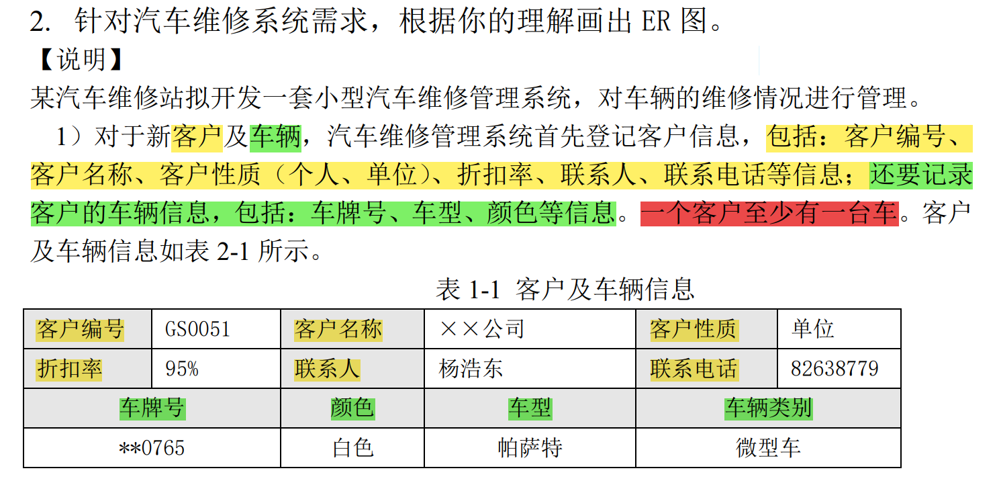 2. 针对汽车维修系统需求，根据你的理解画出 ER 图。
【说明】
某汽车维修站拟开发一套小型汽车维修管理系统，对车辆的维修情况进行管理。
1）对于新客户及车辆，汽车维修管理系统首先登记客户信息，包括：客户编号、
客户名称、客户性质（个人、单位）、折扣率、联系人、联系电话等信息；还要记录
客户的车辆信息，包括：车牌号、车型、颜色等信息。一个客户至少有一台车。客户
及车辆信息如表 2-1 所示。
表 1-1 客户及车辆信息
客户编号 GS0051 客户名称 ××公司 客户性质 单位
折扣率 95% 联系人 杨浩东 联系电话 82638779
车牌号 颜色 车型 车辆类别
**0765 白色 帕萨特 微型车